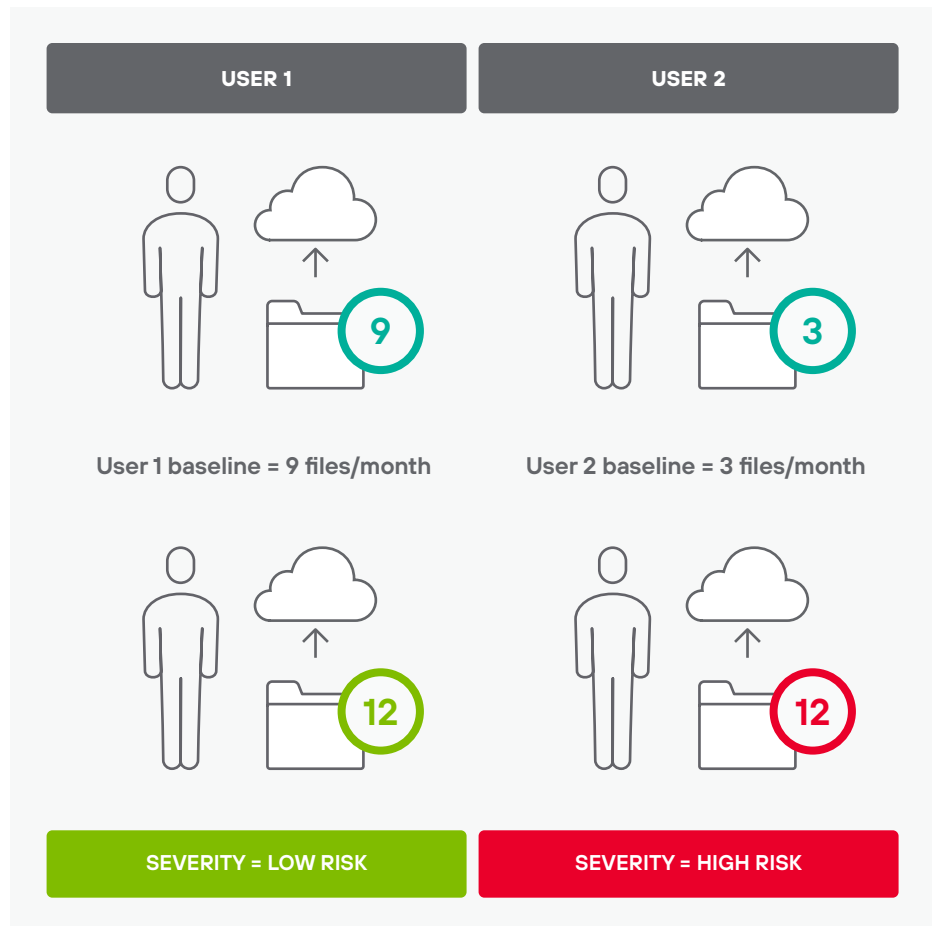 USER 1
USER 2
9
3
User 1 baseline = 9 files/month
User 2 baseline = 3 files/month
12
12
SEVERITY = LOW RISK
SEVERITY = HIGH RISK